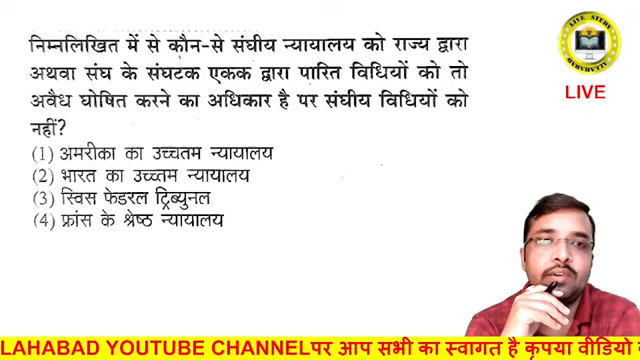 निम्नलिखित में से कौन-से संघीय न्यायालय को राज्य द्वारा
अथवा संघ के संघटक एकक द्वारा पारित विधियों को तो
अवैध घोषित करने का अधिकार है पर संघीय विधियों को
नहीं?
(1) अमरीका का उच्चतम न्यायालय
(2) भारत का उच्च्तम न्यायालय
(3) स्विस फेडरल ट्रिब्युनल
(4) फ्रांस के श्रेष्ठ न्यायालय
LIVE STUDY
LIVE
LAHABAD YOUTUBE CHANNELपर आप सभी का स्वागत है कृपया वीडियो